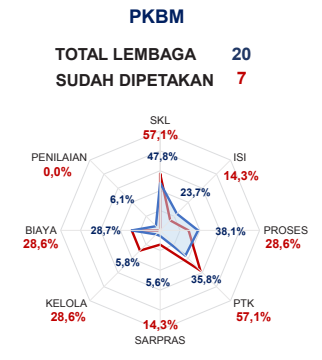 PKBM
TOTAL LEMBAGA 20
SUDAH DIPETAKAN 7
SKL
57,1%
47,8%
PENILAIAN
0,0%
ISI
14,3%
6,1%
23,7%
BIAYA
28,6%
28,7%
38,1%
PROSES
28,6%
5,8%
35,8%
5,6%
KELOLA
28,6%
PTK
57,1%
14,3%
SARPRAS